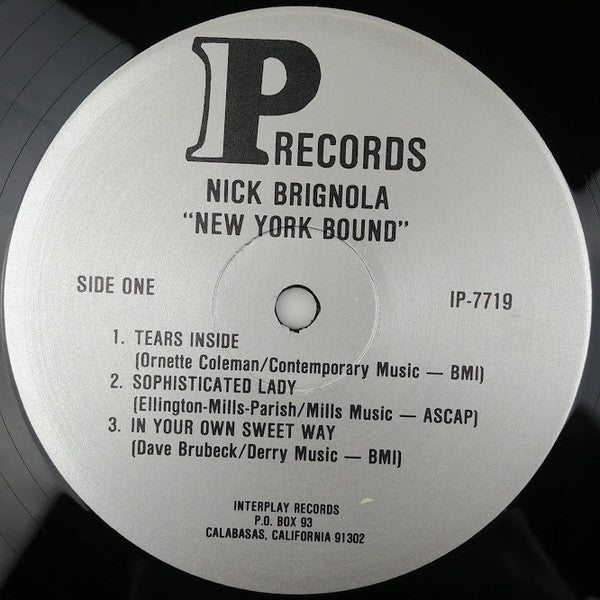 IP RECORDS
NICK BRIGNOLA
"NEW YORK BOUND"
SIDE ONE
IP-7719
1. TEARS INSIDE
(Ornette Coleman/Contemporary Music — BMI)
2. SOPHISTICATED LADY
(Ellington-Mills-Parish/Mills Music — ASCAP)
3. IN YOUR OWN SWEET WAY
(Dave Brubeck/Derry Music — BMI)
INTERPLAY RECORDS
P.O. BOX 93
CALABASAS, CALIFORNIA 91302